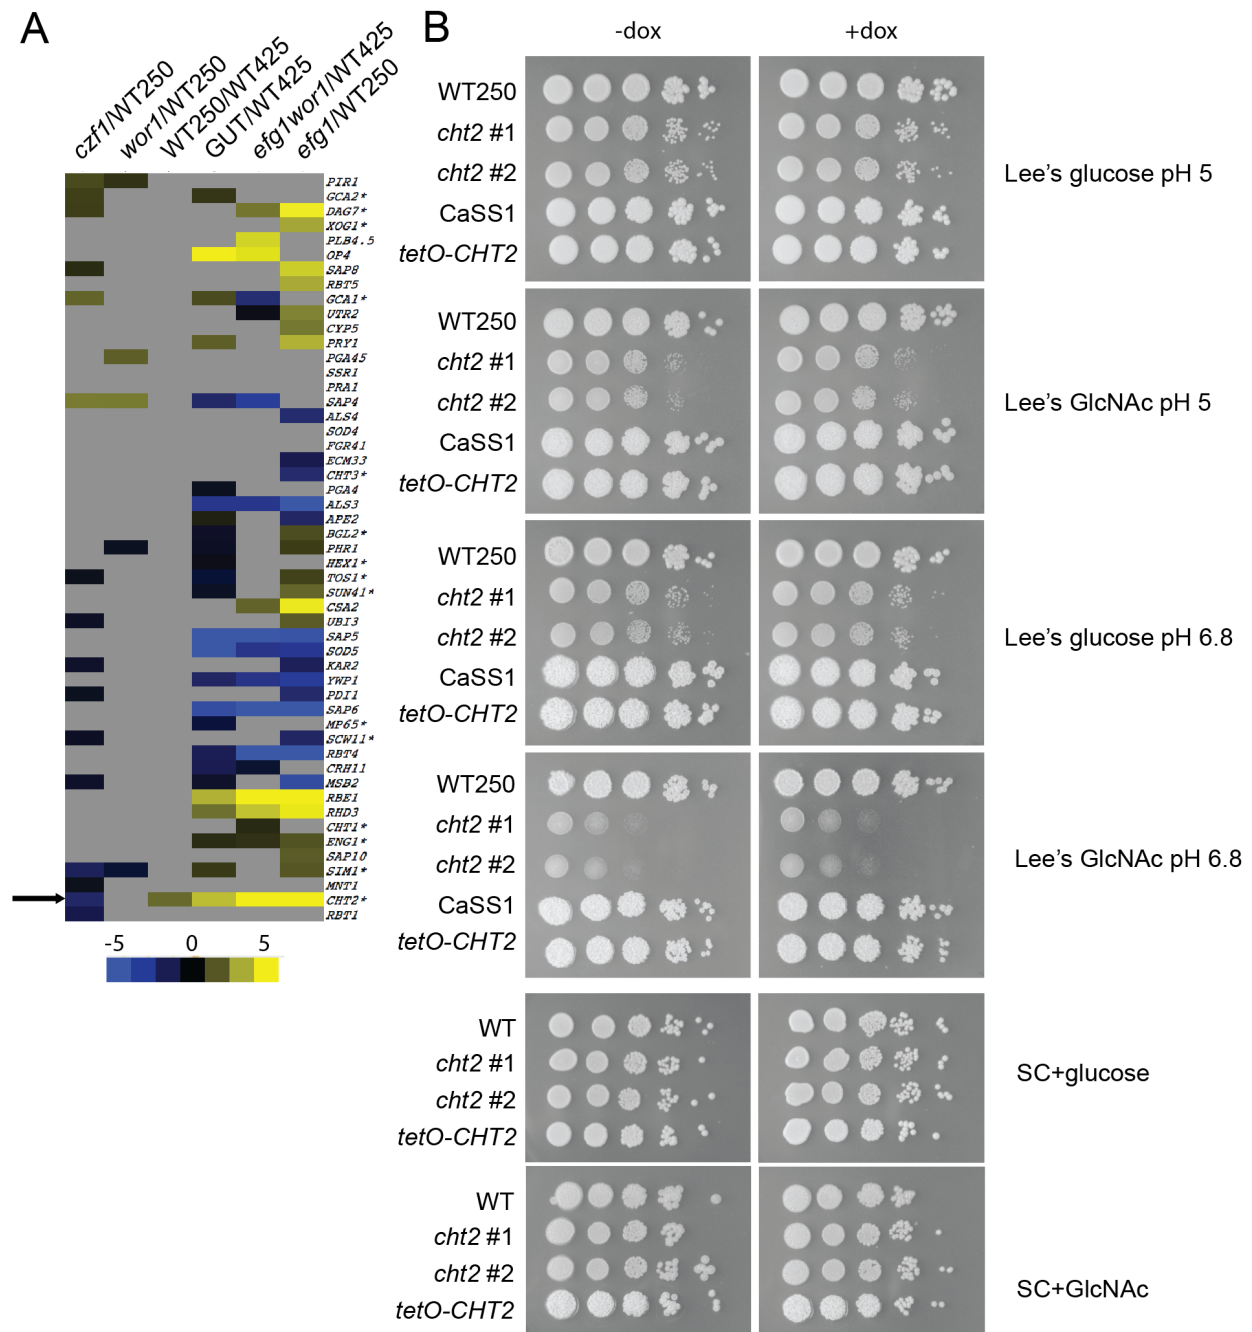 A
czf1/WT250
wor1/WT250
WT250/WT425
GUT/WT425
efg1wor1/WT425
efg1/WT250
PIR1
GCA2*
DAG7*
XOG1*
PLB4.5
OP4
SAP8
RBT5
GCA1*
UTR2
CYP5
PRY1
PGA45
SSR1
PRA1
SAP4
ALS4
SOD4
FGR41
ECM33
CHT3*
PGA4
ALS3
APE2
BGL2*
PHR1
HEX1*
TOS1*
SUN41*
CSA2
UBI3
SAP5
SOD5
KAR2
YWP1
PDI1
SAP6
MP65*
SCW11*
RBT4
CRH11
MSB2
RBE1
RHD3
CHT1*
ENG1*
SAP10
SIM1*
MNT1
CHT2*
RBT1
-5 0 5
B
-dox +dox
WT250
cht2 #1
cht2 #2
CaSS1
tetO-CHT2
Lee's glucose pH 5
WT250
cht2 #1
cht2 #2
CaSS1
tetO-CHT2
Lee's GlcNAc pH 5
WT250
cht2 #1
cht2 #2
CaSS1
tetO-CHT2
Lee's glucose pH 6.8
WT250
cht2 #1
cht2 #2
CaSS1
tetO-CHT2
Lee's GlcNAc pH 6.8
WT
cht2 #1
cht2 #2
tetO-CHT2
SC+glucose
WT
cht2 #1
cht2 #2
tetO-CHT2
SC+GlcNAc